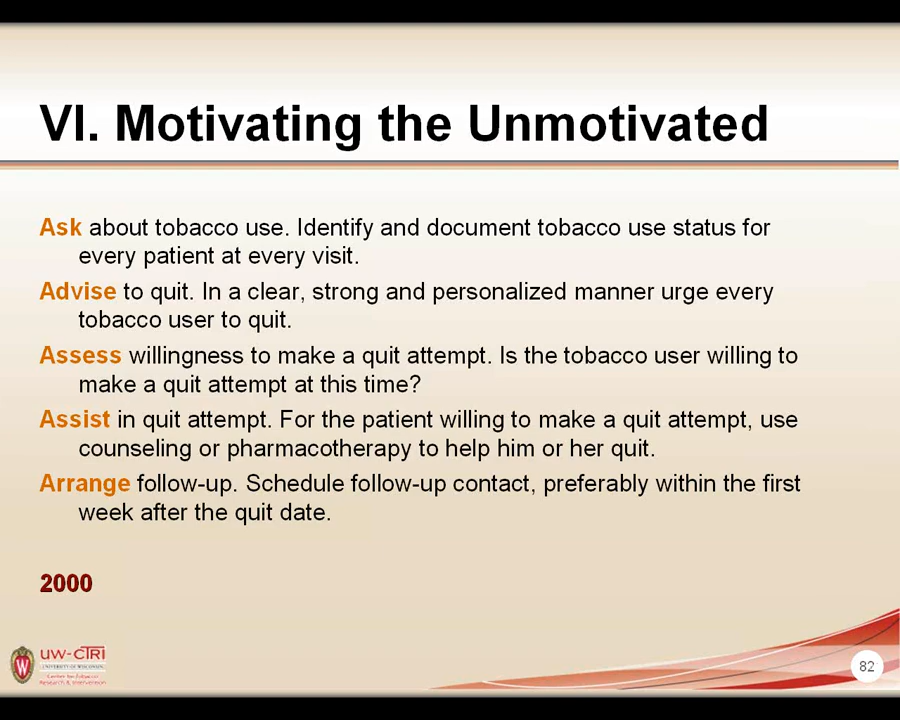 VI. Motivating the Unmotivated
Ask about tobacco use. Identify and document tobacco use status for
every patient at every visit.
Advise to quit. In a clear, strong and personalized manner urge every
tobacco user to quit.
Assess willingness to make a quit attempt. Is the tobacco user willing to
make a quit attempt at this time?
Assist in quit attempt. For the patient willing to make a quit attempt, use
counseling or pharmacotherapy to help him or her quit.
Arrange follow-up. Schedule follow-up contact, preferably within the first
week after the quit date.
2000
W
UW-CTRI
UNIVERSITY OF WISCONSIN
Center for Tobacco
Research & Intervention
82